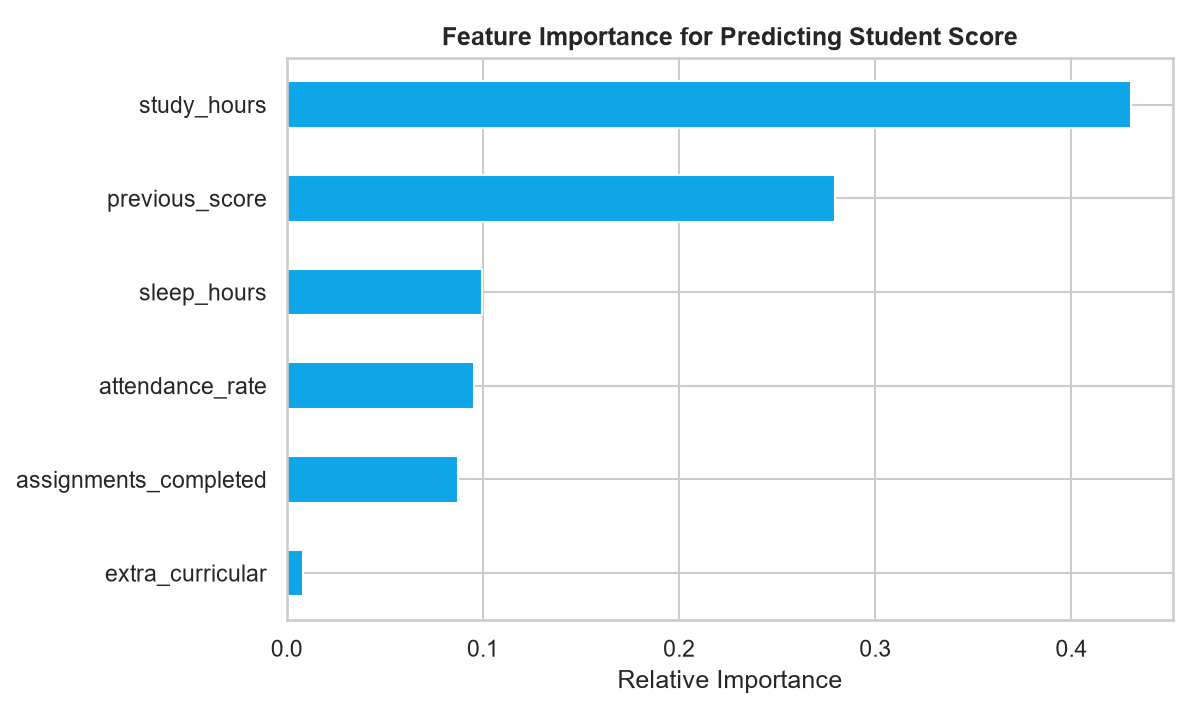 Feature Importance for Predicting Student Score
study_hours
previous_score
sleep_hours
attendance_rate
assignments_completed
extra_curricular
0.0 0.1 0.2 0.3 0.4
Relative Importance